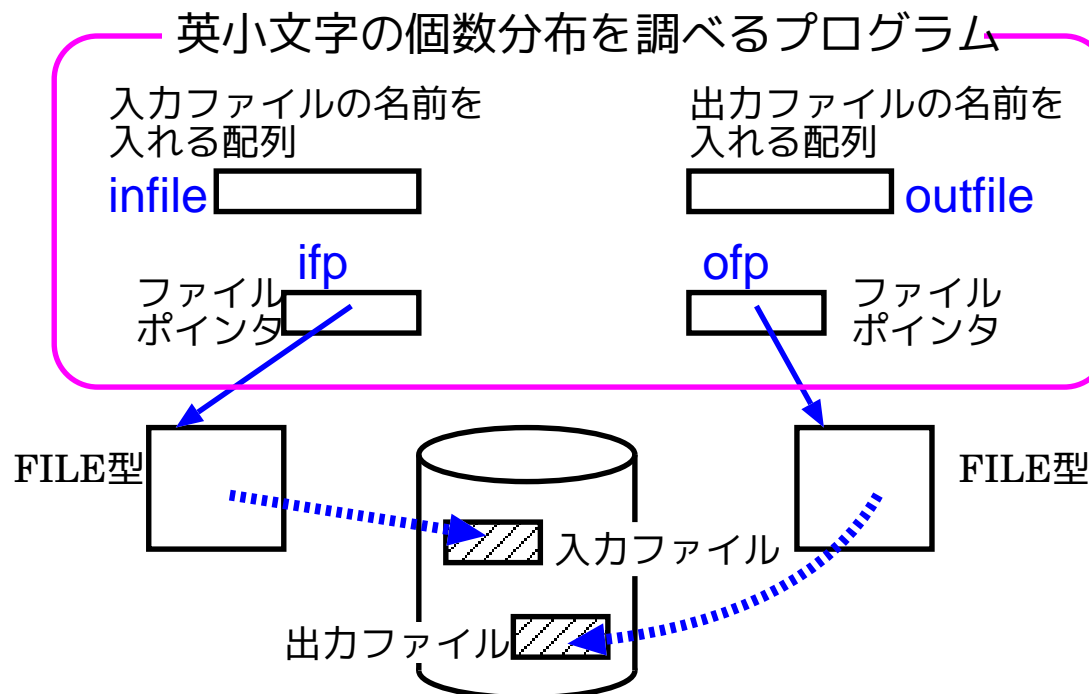 英小文字の個数分布を調べるプログラム
入力ファイルの名前を
入れる配列
infile
出力ファイルの名前を
入れる配列
outfile
ifp
ファイル
ポインタ
ofp
ファイル
ポインタ
FILE型
FILE型
入力ファイル
出力ファイル